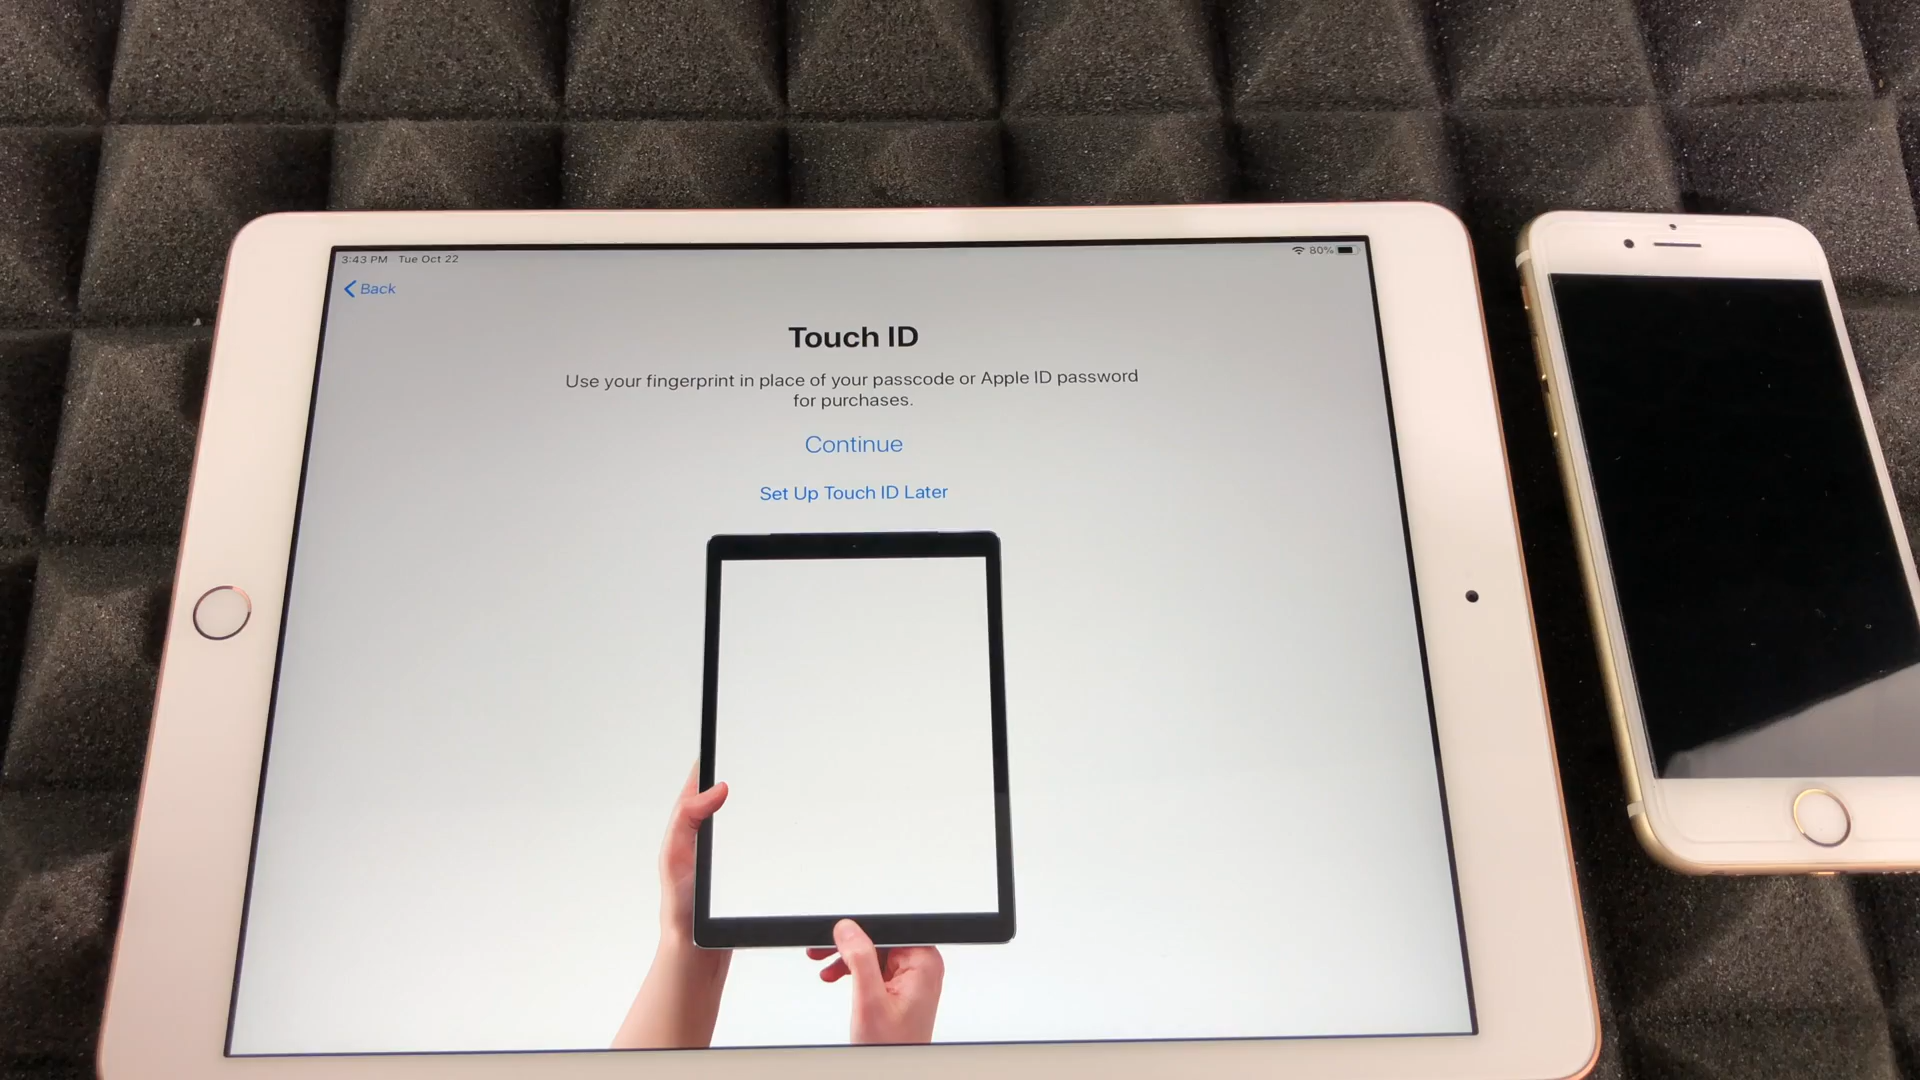 3:43 PM Tue Oct 22
80%
Back
Touch ID
Use your fingerprint in place of your passcode or Apple ID password
for purchases.
Continue
Set Up Touch ID Later